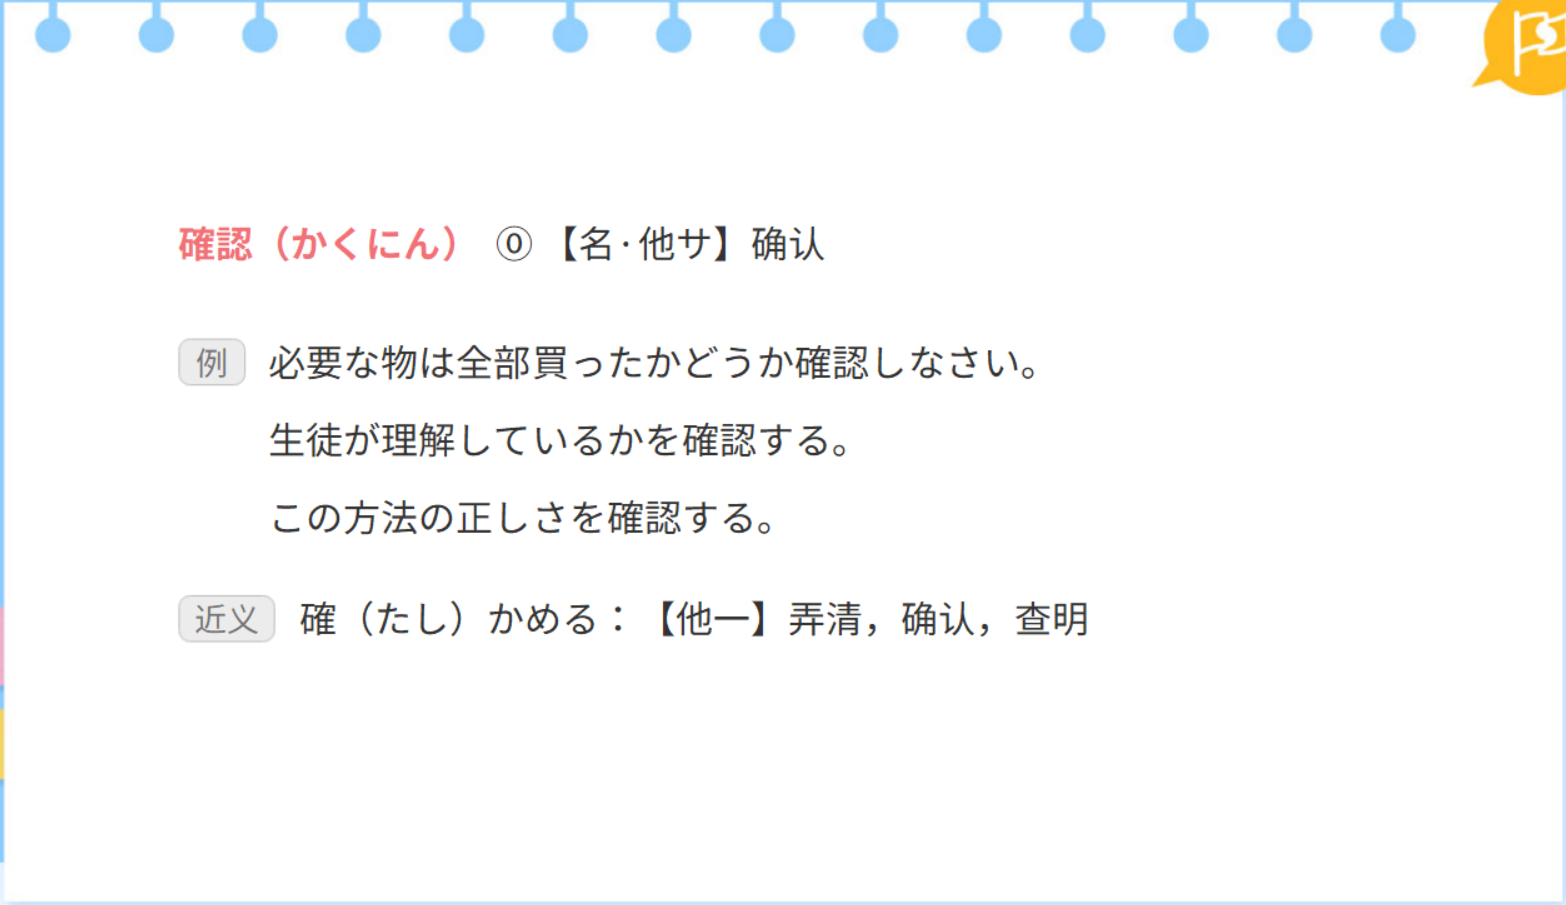 確認（かくにん） ⓪【名·他サ】确认
例 必要な物は全部買ったかどうか確認しなさい。
生徒が理解しているかを確認する。
この方法の正しさを確認する。
近义 確（たし）かめる：【他一】弄清，确认，查明